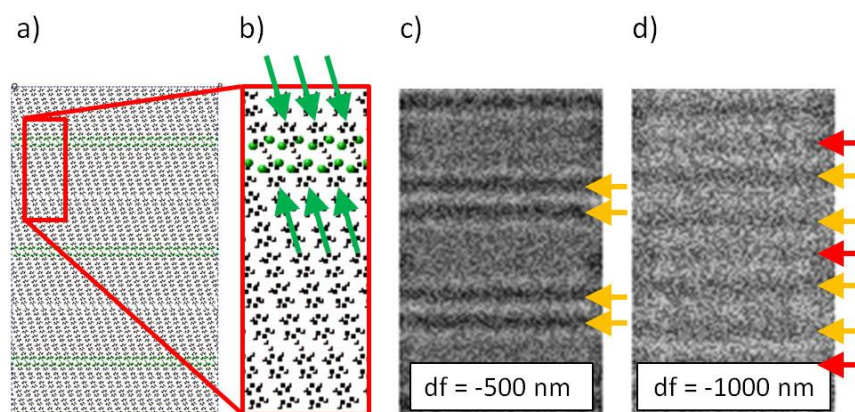 a)
b)
c)
d)
df = -500 nm
df = -1000 nm